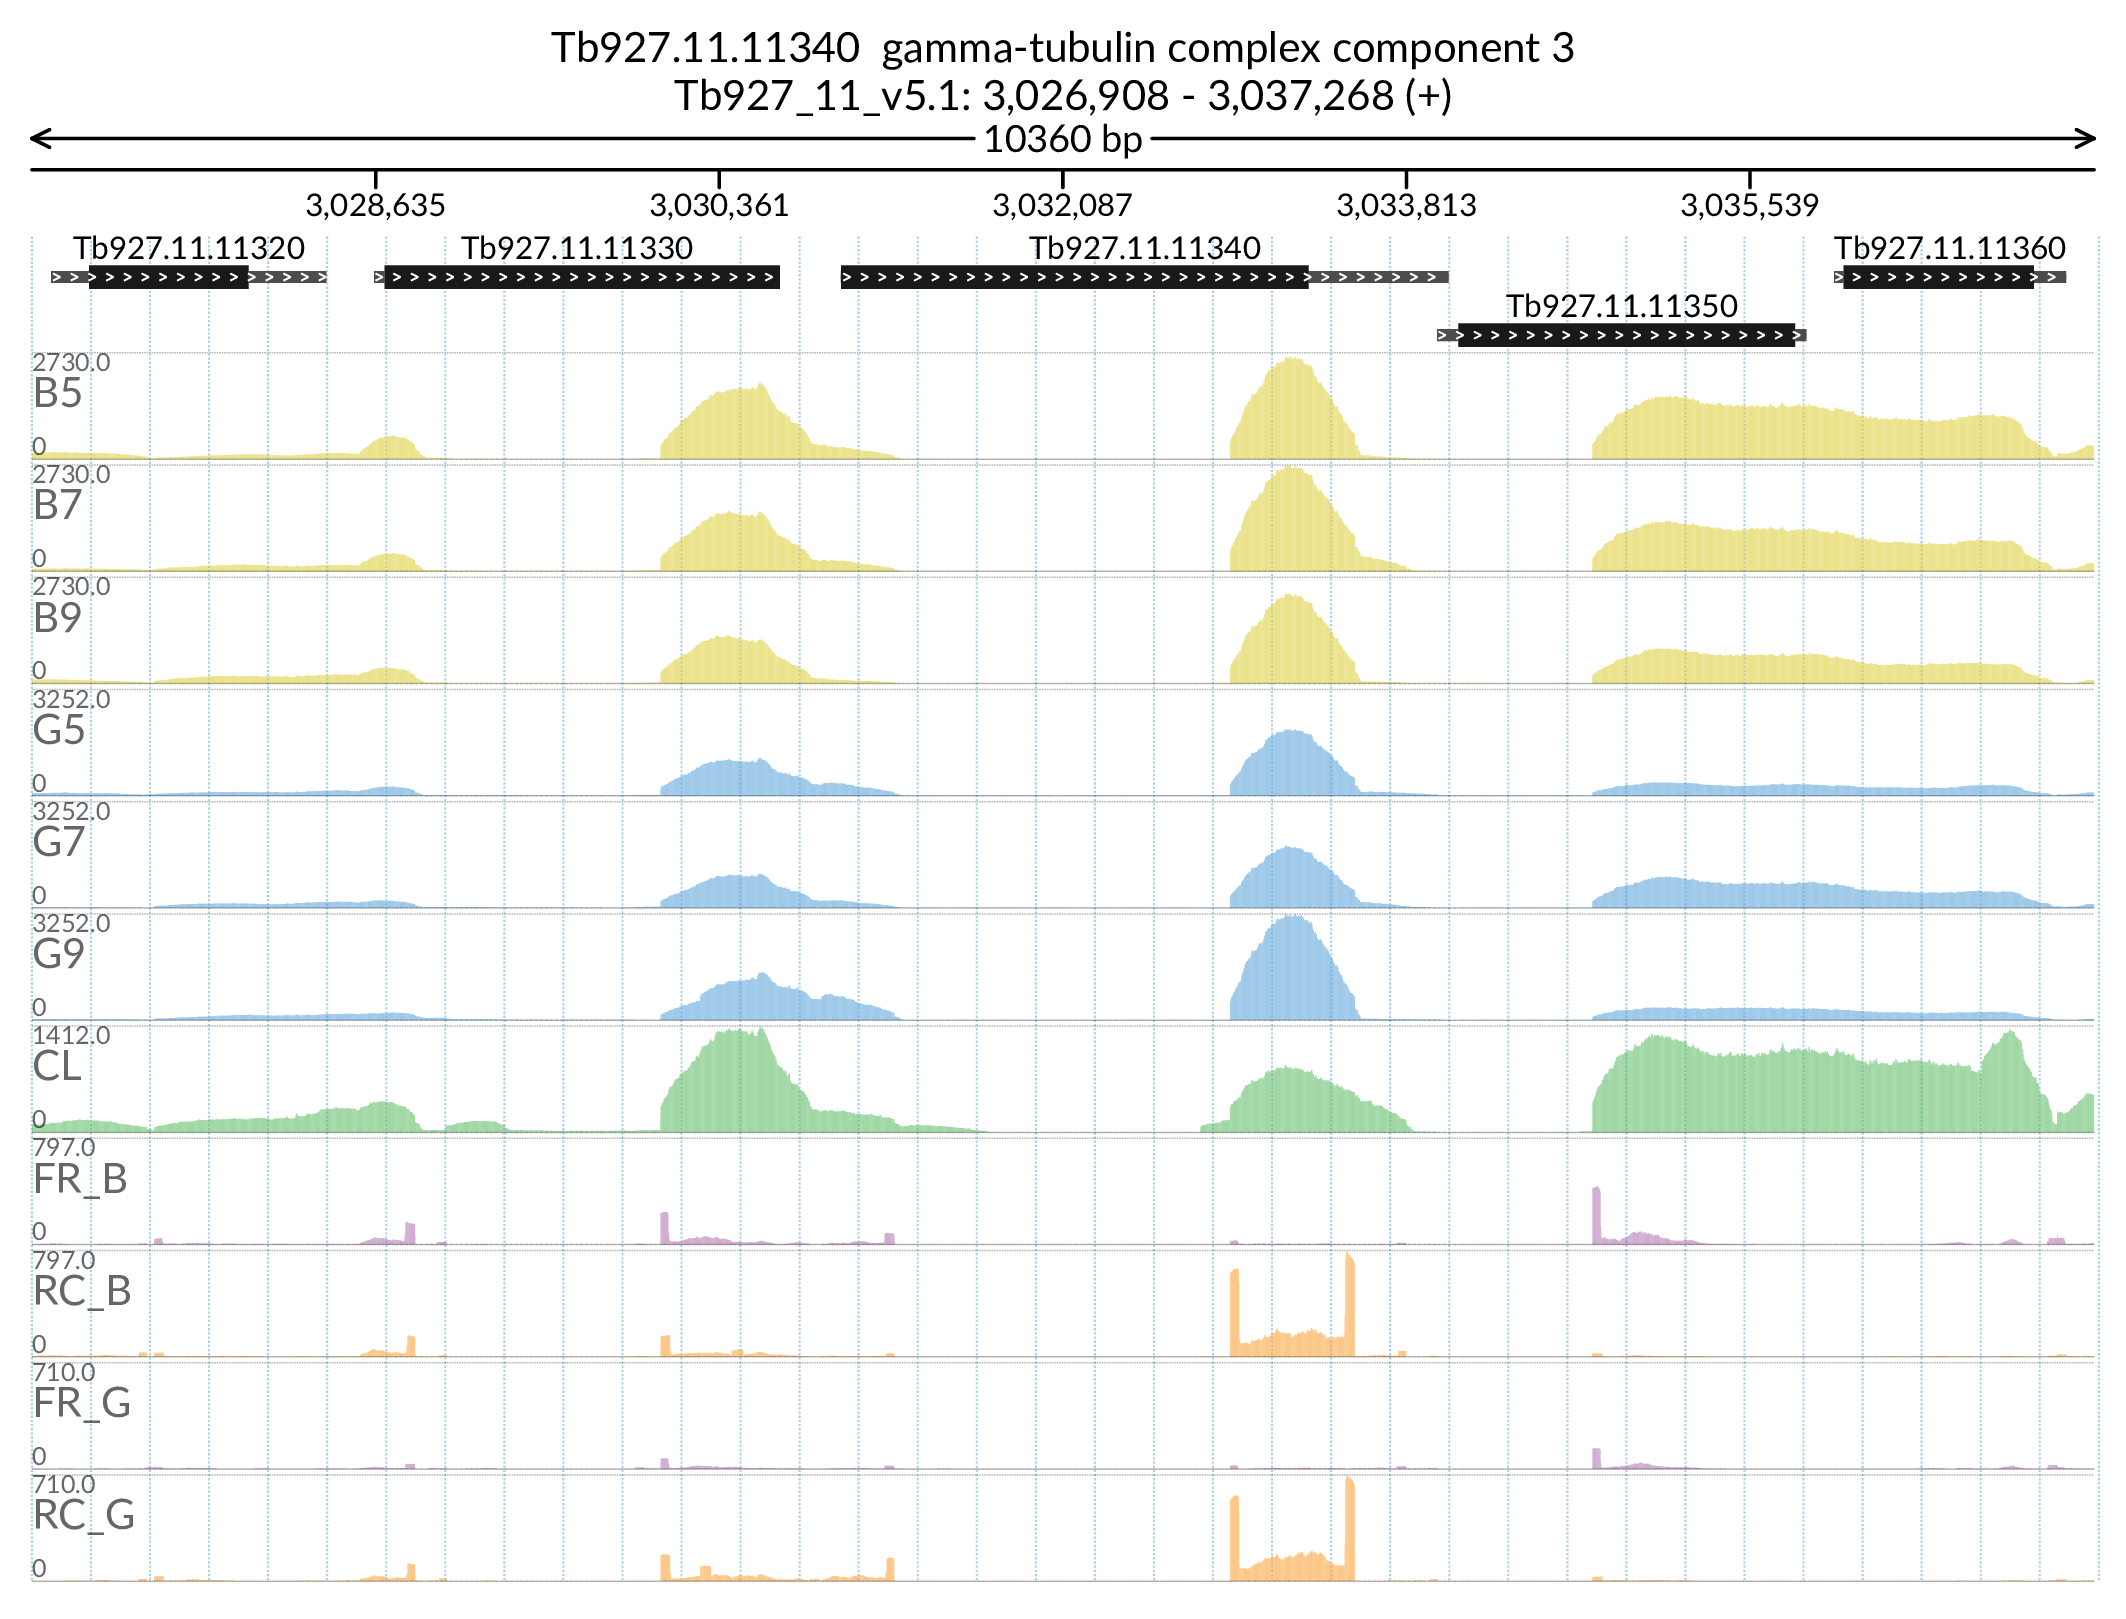 Tb927.11.11340  gamma-tubulin complex component 3
Tb927_11_v5.1: 3,026,908 - 3,037,268 (+)
10360 bp
3,028,635 3,030,361 3,032,087 3,033,813 3,035,539
Tb927.11.11320 Tb927.11.11330 Tb927.11.11340 Tb927.11.11360
Tb927.11.11350
2730.0
B5
0
2730.0
B7
0
2730.0
B9
0
3252.0
G5
0
3252.0
G7
0
3252.0
G9
0
1412.0
CL
0
797.0
FR_B
0
797.0
RC_B
0
710.0
FR_G
0
710.0
RC_G
0